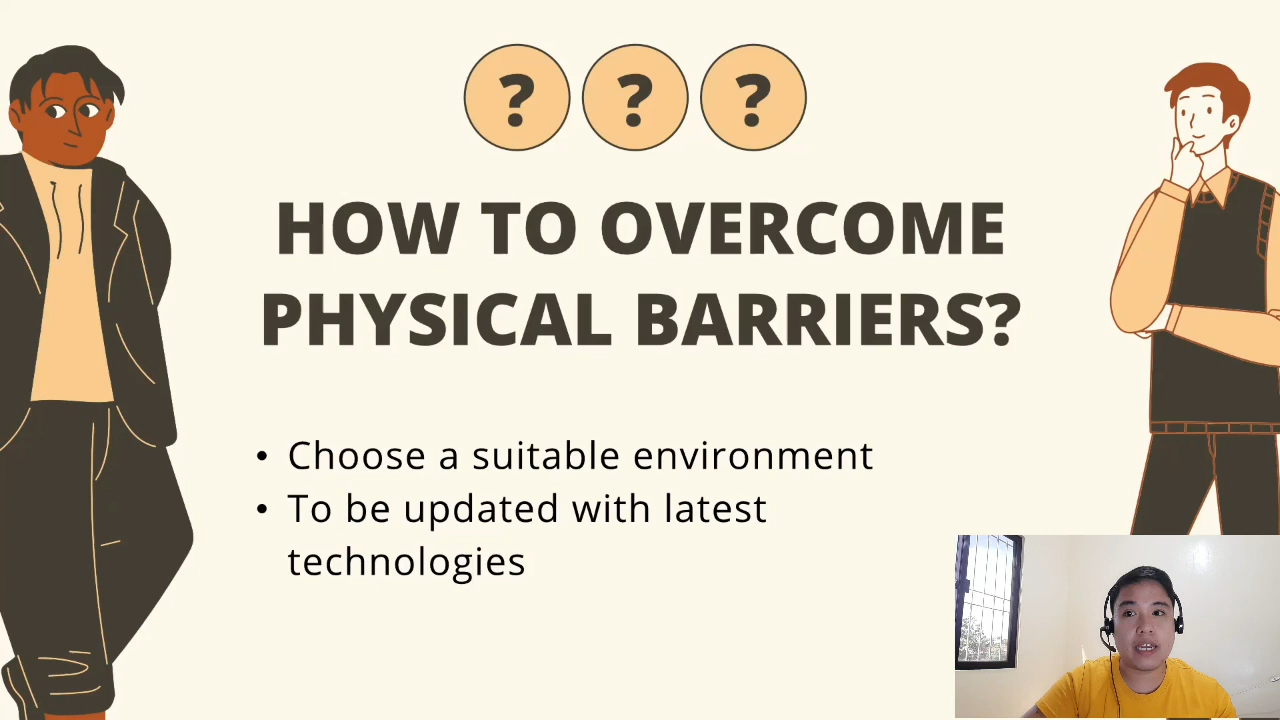 ? ? ?
HOW TO OVERCOME
PHYSICAL BARRIERS?
• Choose a suitable environment
• To be updated with latest
technologies